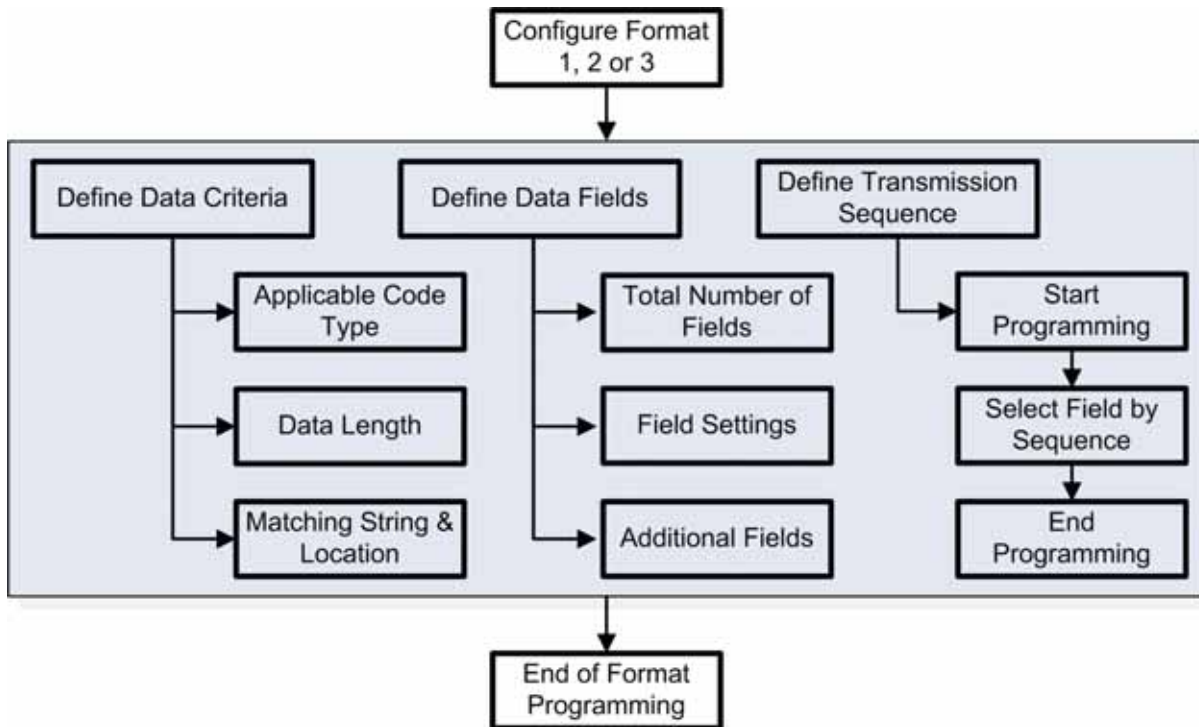 Configure Format
1, 2 or 3
Define Data Criteria
Applicable Code
Type
Data Length
Matching String &
Location
Define Data Fields
Total Number of
Fields
Field Settings
Additional Fields
Define Transmission
Sequence
Start
Programming
Select Field by
Sequence
End
Programming
End of Format
Programming